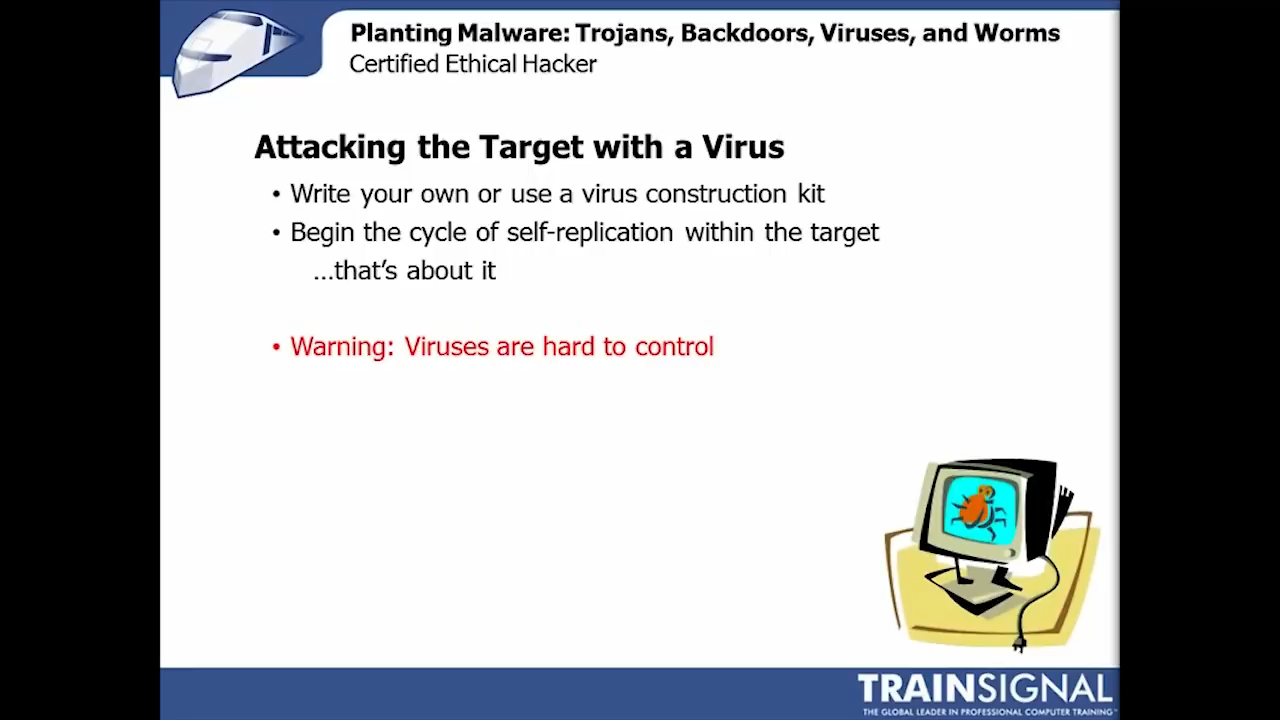 Planting Malware: Trojans, Backdoors, Viruses, and Worms
Certified Ethical Hacker
Attacking the Target with a Virus
• Write your own or use a virus construction kit
• Begin the cycle of self-replication within the target
...that's about it
• Warning: Viruses are hard to control
TRAINSIGNAL
THE GLOBAL LEADER IN PROFESSIONAL COMPUTER TRAINING